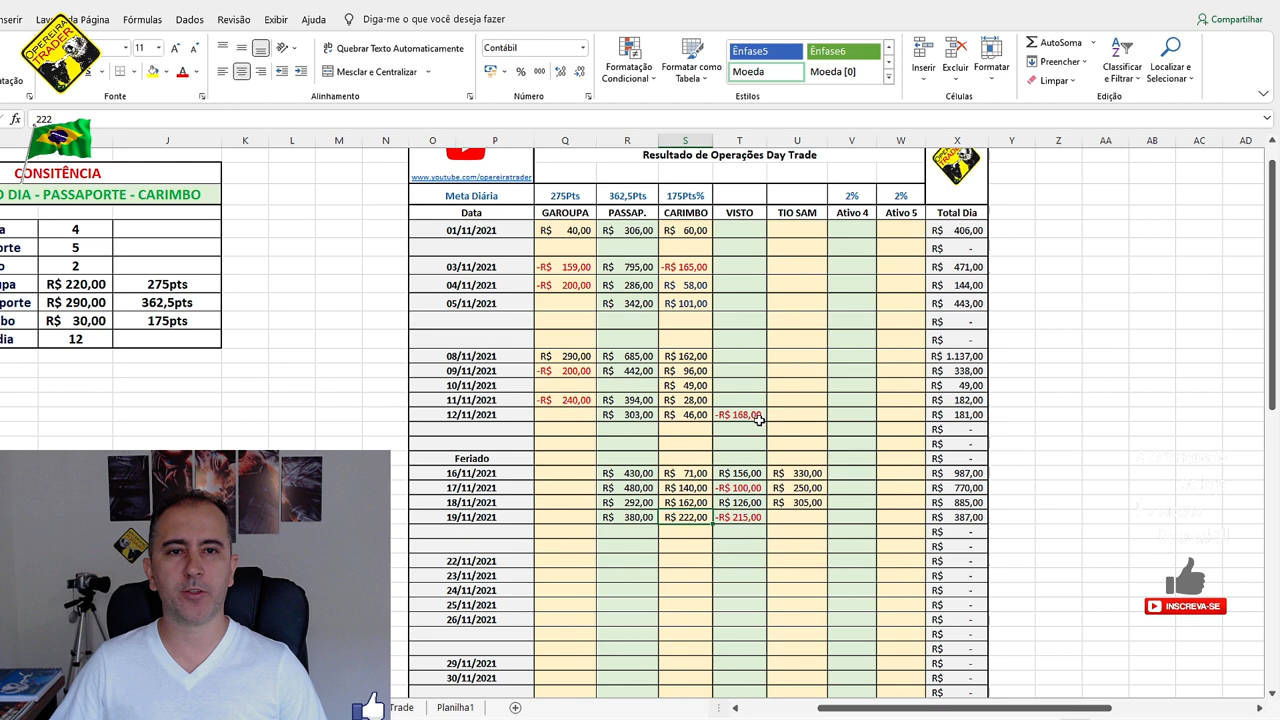 nserir
Layout da Página
Fórmulas
Dados
Revisão
Exibir
Ajuda
Diga-me o que você deseja fazer
Compartilhar
OPEREIRA
TRADER
11
Quebrar Texto Automaticamente
Contábil
Mesclar e Centralizar
% 000
Formatação Condicional
Formatar como Tabela
Ênfase5
Ênfase6
Moeda
Moeda [0]
Inserir
Excluir
Formatar
AutoSoma
Preencher
Limpar
Classificar e Filtrar
Localizar e Selecionar
Fonte
Alinhamento
Número
Estilos
Células
Edição
fx 222
I J K L M N O P Q R S T U V W X Y Z AA AB AC AD
CONSITÊNCIA
O DIA - PASSAPORTE - CARIMBO
a 4
orte 5
o 2
upa R$ 220,00 275pts
porte R$ 290,00 362,5pts
bo R$ 30,00 175pts
dia 12
Resultado de Operações Day Trade
www.youtube.com/opereiratrader
Meta Diária 275Pts 362,5Pts 175Pts% 2% 2%
Data GAROUPA PASSAP. CARIMBO VISTO TIO SAM Ativo 4 Ativo 5 Total Dia
01/11/2021 R$ 40,00 R$ 306,00 R$ 60,00 R$ 406,00
R$ -
03/11/2021 -R$ 159,00 R$ 795,00 -R$ 165,00 R$ 471,00
04/11/2021 -R$ 200,00 R$ 286,00 R$ 58,00 R$ 144,00
05/11/2021 R$ 342,00 R$ 101,00 R$ 443,00
R$ -
R$ -
08/11/2021 R$ 290,00 R$ 685,00 R$ 162,00 R$ 1.137,00
09/11/2021 -R$ 200,00 R$ 442,00 R$ 96,00 R$ 338,00
10/11/2021 R$ 49,00 R$ 49,00
11/11/2021 -R$ 240,00 R$ 394,00 R$ 28,00 R$ 182,00
12/11/2021 R$ 303,00 R$ 46,00 -R$ 168,00 R$ 181,00
R$ -
R$ -
Feriado R$ -
16/11/2021 R$ 430,00 R$ 71,00 R$ 156,00 R$ 330,00 R$ 987,00
17/11/2021 R$ 480,00 R$ 140,00 -R$ 100,00 R$ 250,00 R$ 770,00
18/11/2021 R$ 292,00 R$ 162,00 R$ 126,00 R$ 305,00 R$ 885,00
19/11/2021 R$ 380,00 R$ 222,00 -R$ 215,00 R$ 387,00
R$ -
R$ -
22/11/2021 R$ -
23/11/2021 R$ -
24/11/2021 R$ -
25/11/2021 R$ -
26/11/2021 R$ -
R$ -
R$ -
29/11/2021 R$ -
30/11/2021 R$ -
R$ -
INSCREVA-SE
Trade
Planilha1